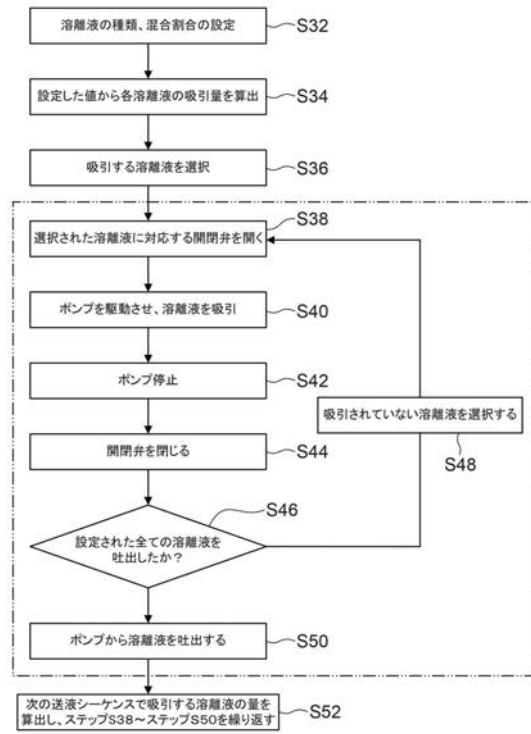 溶離液の種類、混合割合の設定
S32
設定した値から各溶離液の吸引量を算出
S34
吸引する溶離液を選択
S36
S38
選択された溶離液に対応する開閉弁を開く
ポンプを駆動させ、溶離液を吸引
S40
ポンプ停止
S42
吸引されていない溶離液を選択する
S48
開閉弁を閉じる
S44
S46
設定された全ての溶離液を
吐出したか?
ポンプから溶離液を吐出する
S50
次の送液シーケンスで吸引する溶離液の量を
算出し、ステップS38~ステップS50を繰り返す
S52